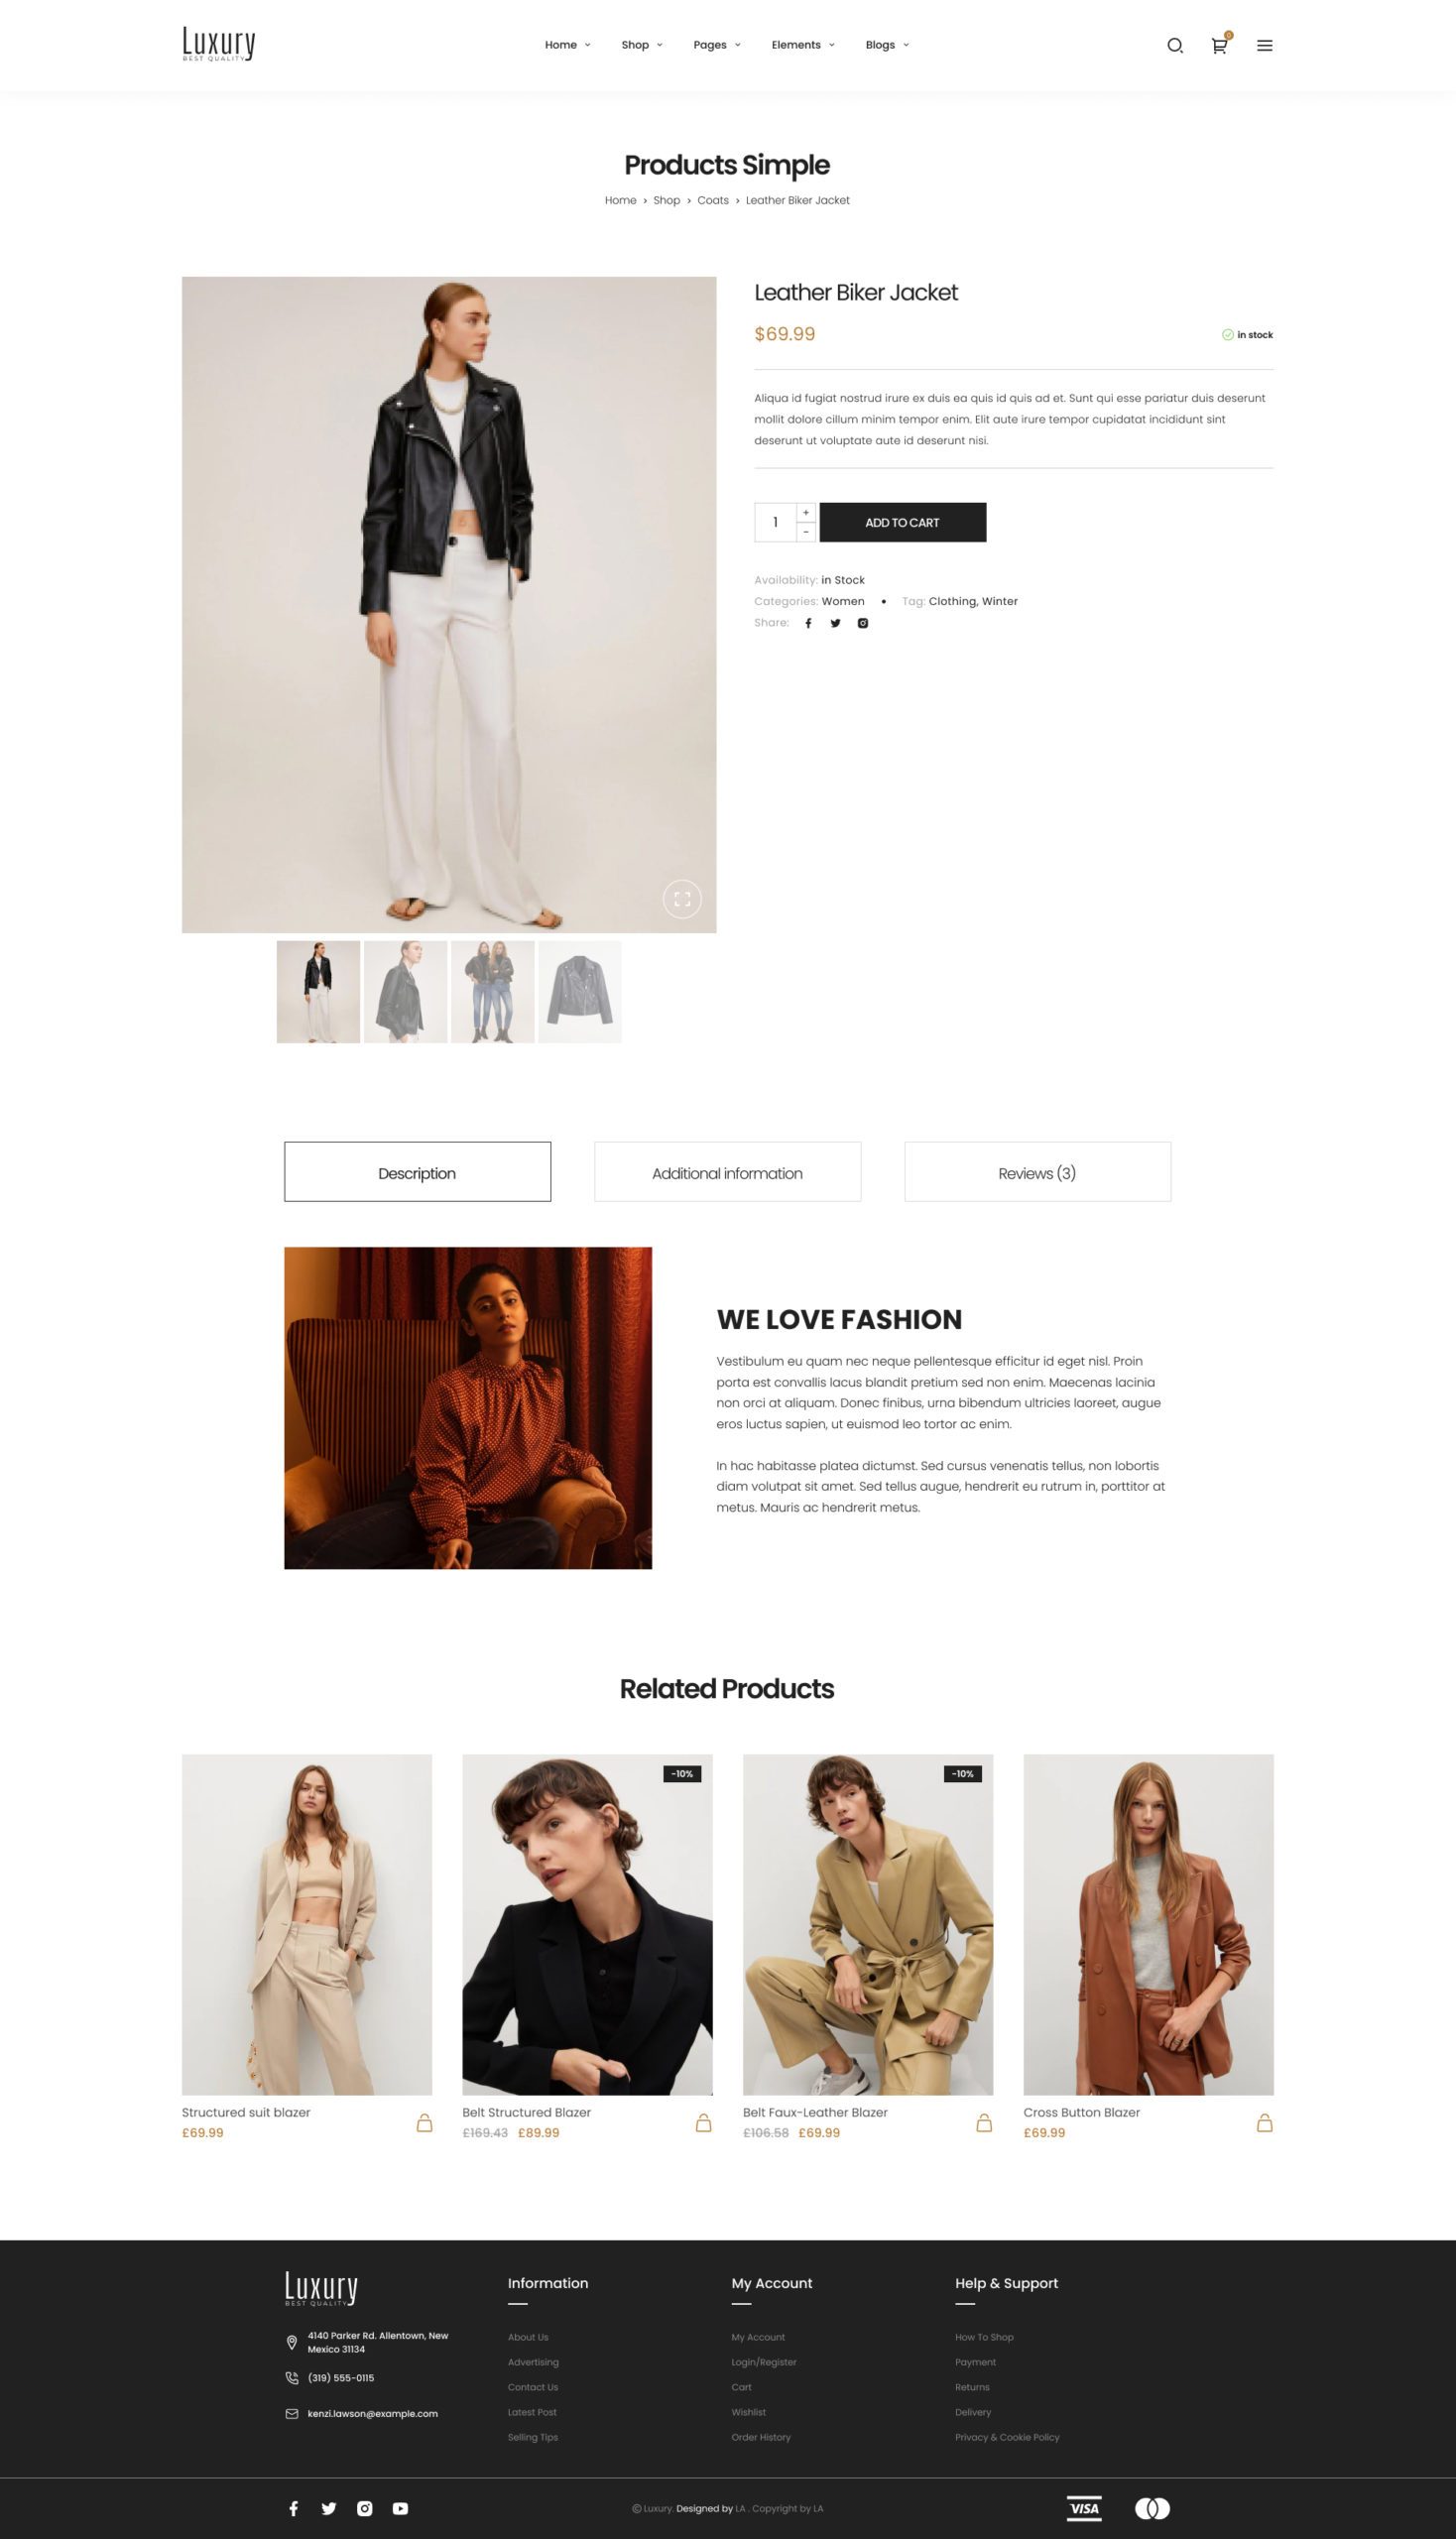 Luxury
BEST QUALITY
Home Shop Pages Elements Blogs
0
Products Simple
Home › Shop › Coats › Leather Biker Jacket
Leather Biker Jacket
$69.99
in stock
Aliqua id fugiat nostrud irure ex duis ea quis id quis ad et. Sunt qui esse pariatur duis deserunt
mollit dolore cillum minim tempor enim. Elit aute irure tempor cupidatat incididunt sint
deserunt ut voluptate aute id deserunt nisi.
1 + -
ADD TO CART
Availability: in Stock
Categories: Women • Tag: Clothing, Winter
Share:
Description
Additional information
Reviews (3)
WE LOVE FASHION
Vestibulum eu quam nec neque pellentesque efficitur id eget nisl. Proin
porta est convallis lacus blandit pretium sed non enim. Maecenas lacinia
non orci at aliquam. Donec finibus, urna bibendum ultricies laoreet, augue
eros luctus sapien, ut euismod leo tortor ac enim.
In hac habitasse platea dictumst. Sed cursus venenatis tellus, non lobortis
diam volutpat sit amet. Sed tellus augue, hendrerit eu rutrum in, porttitor at
metus. Mauris ac hendrerit metus.
Related Products
-10%
-10%
Structured suit blazer
£69.99
Belt Structured Blazer
£169.43 £89.99
Belt Faux-Leather Blazer
£106.58 £69.99
Cross Button Blazer
£69.99
Luxury
BEST QUALITY
4140 Parker Rd. Allentown, New
Mexico 31134
(319) 555-0115
kenzi.lawson@example.com
Information
About Us
Advertising
Contact Us
Latest Post
Selling Tips
My Account
My Account
Login/Register
Cart
Wishlist
Order History
Help & Support
How To Shop
Payment
Returns
Delivery
Privacy & Cookie Policy
© Luxury. Designed by LA . Copyright by LA
VISA